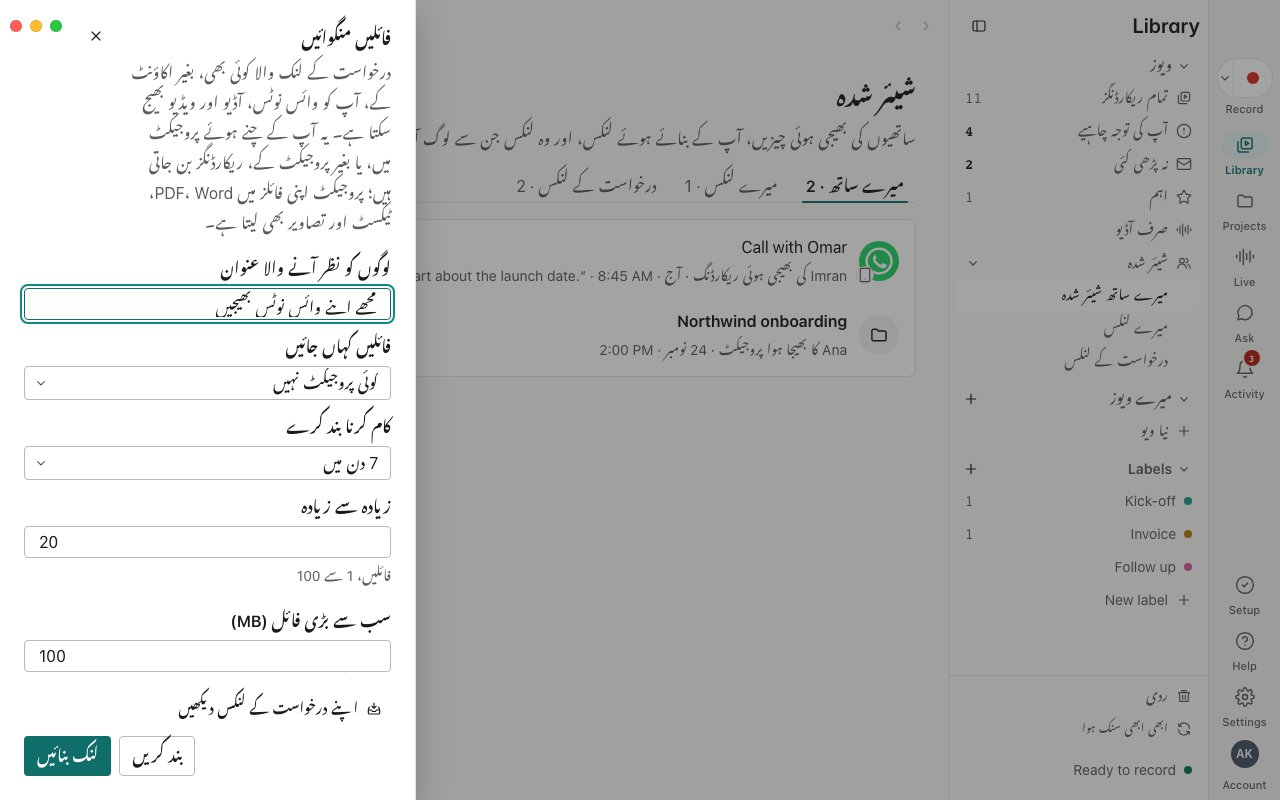 فائلیں منگوائیں
درخواست کے لنک والا کوئی بھی، بغیر اکاؤنٹ
کے، آپ کو وائس نوٹس، آڈیو اور ویڈیو بھیج
سکتا ہے۔ یہ آپ کے چنے ہوئے پروجیکٹ
میں، یا بغیر پروجیکٹ کے، ریکارڈنگز بن جاتی
ہیں؛ پروجیکٹ اپنی فائلز میں PDF، Word،
ٹیکسٹ اور تصاویر بھی لیتا ہے۔
لوگوں کو نظر آنے والا عنوان
مجھے اپنے وائس نوٹس بھیجیں
فائلیں کہاں جائیں
کوئی پروجیکٹ نہیں
کام کرنا بند کرے
7 دن میں
زیادہ سے زیادہ
20
فائلیں، 1 سے 100
سب سے بڑی فائل (MB)
100
اپنے درخواست کے لنکس دیکھیں
بند کریں
لنک بنائیں
شیئر شدہ
ساتھیوں کی بھیجی ہوئی چیزیں، آپ کے بنائے ہوئے لنکس، اور وہ لنکس جن سے لوگ
میرے ساتھ · 2
میرے لنکس · 1
درخواست کے لنکس · 2
Call with Omar
Imran کی بھیجی ہوئی ریکارڈنگ · آج · 8:45 AM · “art about the launch date.
Northwind onboarding
Ana کا بھیجا ہوا پروجیکٹ · 24 نومبر · 2:00 PM
Library
ویوز
تمام ریکارڈنگز 11
آپ کی توجہ چاہیے 4
نہ پڑھی گئی 2
اہم 1
صرف آڈیو
شیئر شدہ
میرے ساتھ شیئر شدہ
میرے لنکس
درخواست کے لنکس
میرے ویوز
نیا ویو
Labels
Kick-off 1
Invoice 1
Follow up
New label
ردی
ابھی ابھی سنک ہوا
Ready to record
Record
Library
Projects
Live
Ask
3
Activity
Setup
Help
Settings
AK
Account